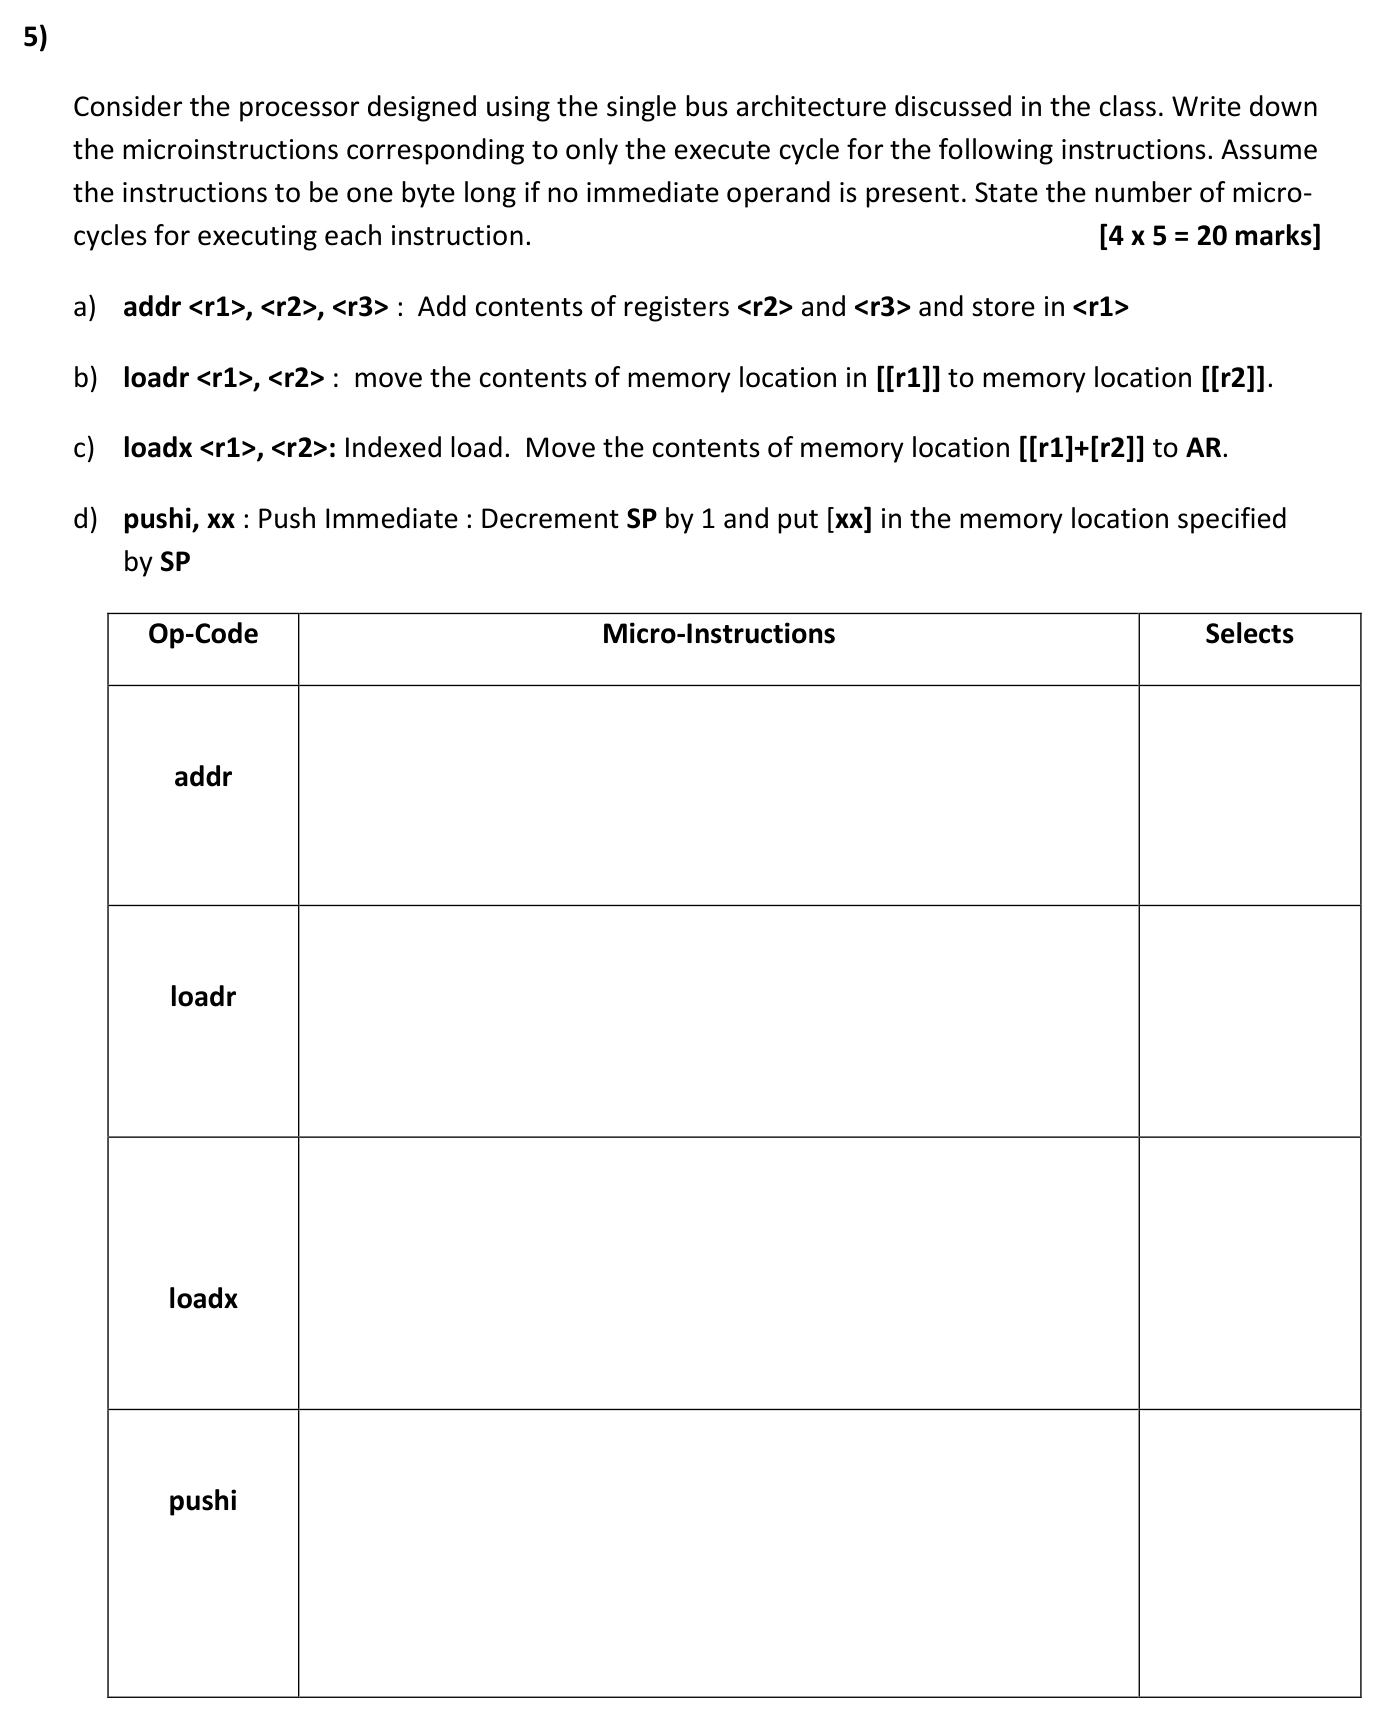 5)
Consider the processor designed using the single bus architecture discussed in the class. Write down
the microinstructions corresponding to only the execute cycle for the following instructions. Assume
the instructions to be one byte long if no immediate operand is present. State the number of micro-
cycles for executing each instruction. [4 x 5 = 20 marks]
a) addr <r1>, <r2>, <r3> : Add contents of registers <r2> and <r3> and store in <r1>
b) loadr <r1>, <r2> : move the contents of memory location in [[r1]] to memory location [[r2]].
c) loadx <r1>, <r2>: Indexed load. Move the contents of memory location [[r1]+[r2]] to AR.
d) pushi, xx : Push Immediate : Decrement SP by 1 and put [xx] in the memory location specified
by SP
Op-Code Micro-Instructions Selects
addr
loadr
loadx
pushi